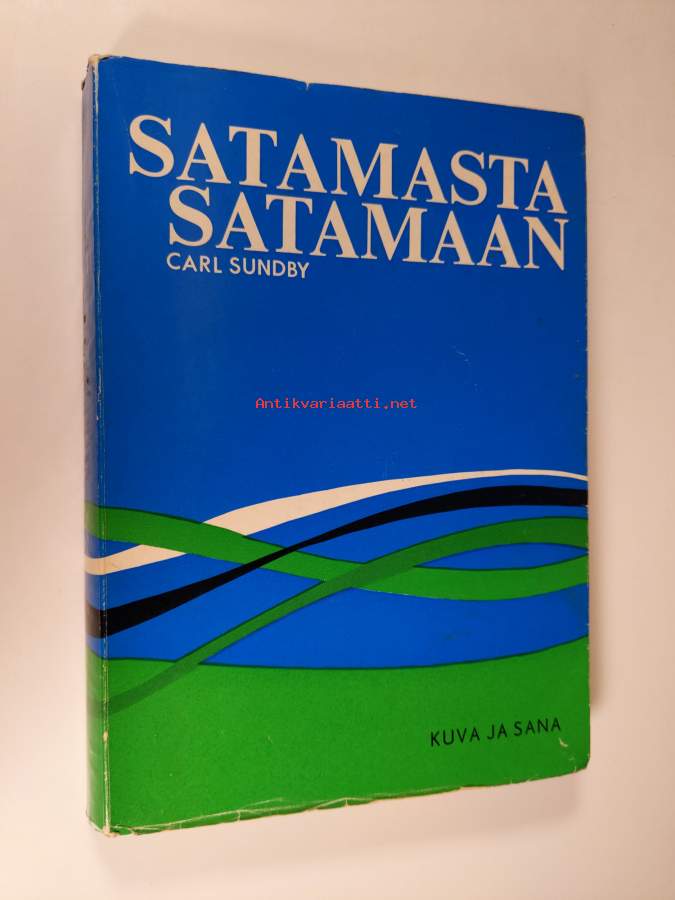 SATAMASTA
SATAMAAN
CARL SUNDBY
Antikvariaatti.net
KUVA JA SANA